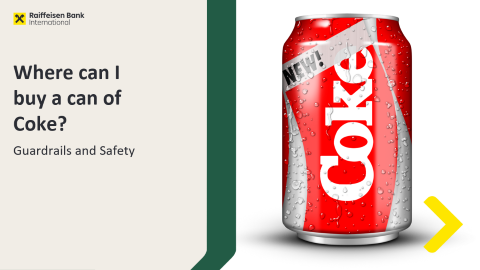 Raiffeisen Bank
International
Where can I
buy a can of
Coke?
Guardrails and Safety
NEW!
Coke